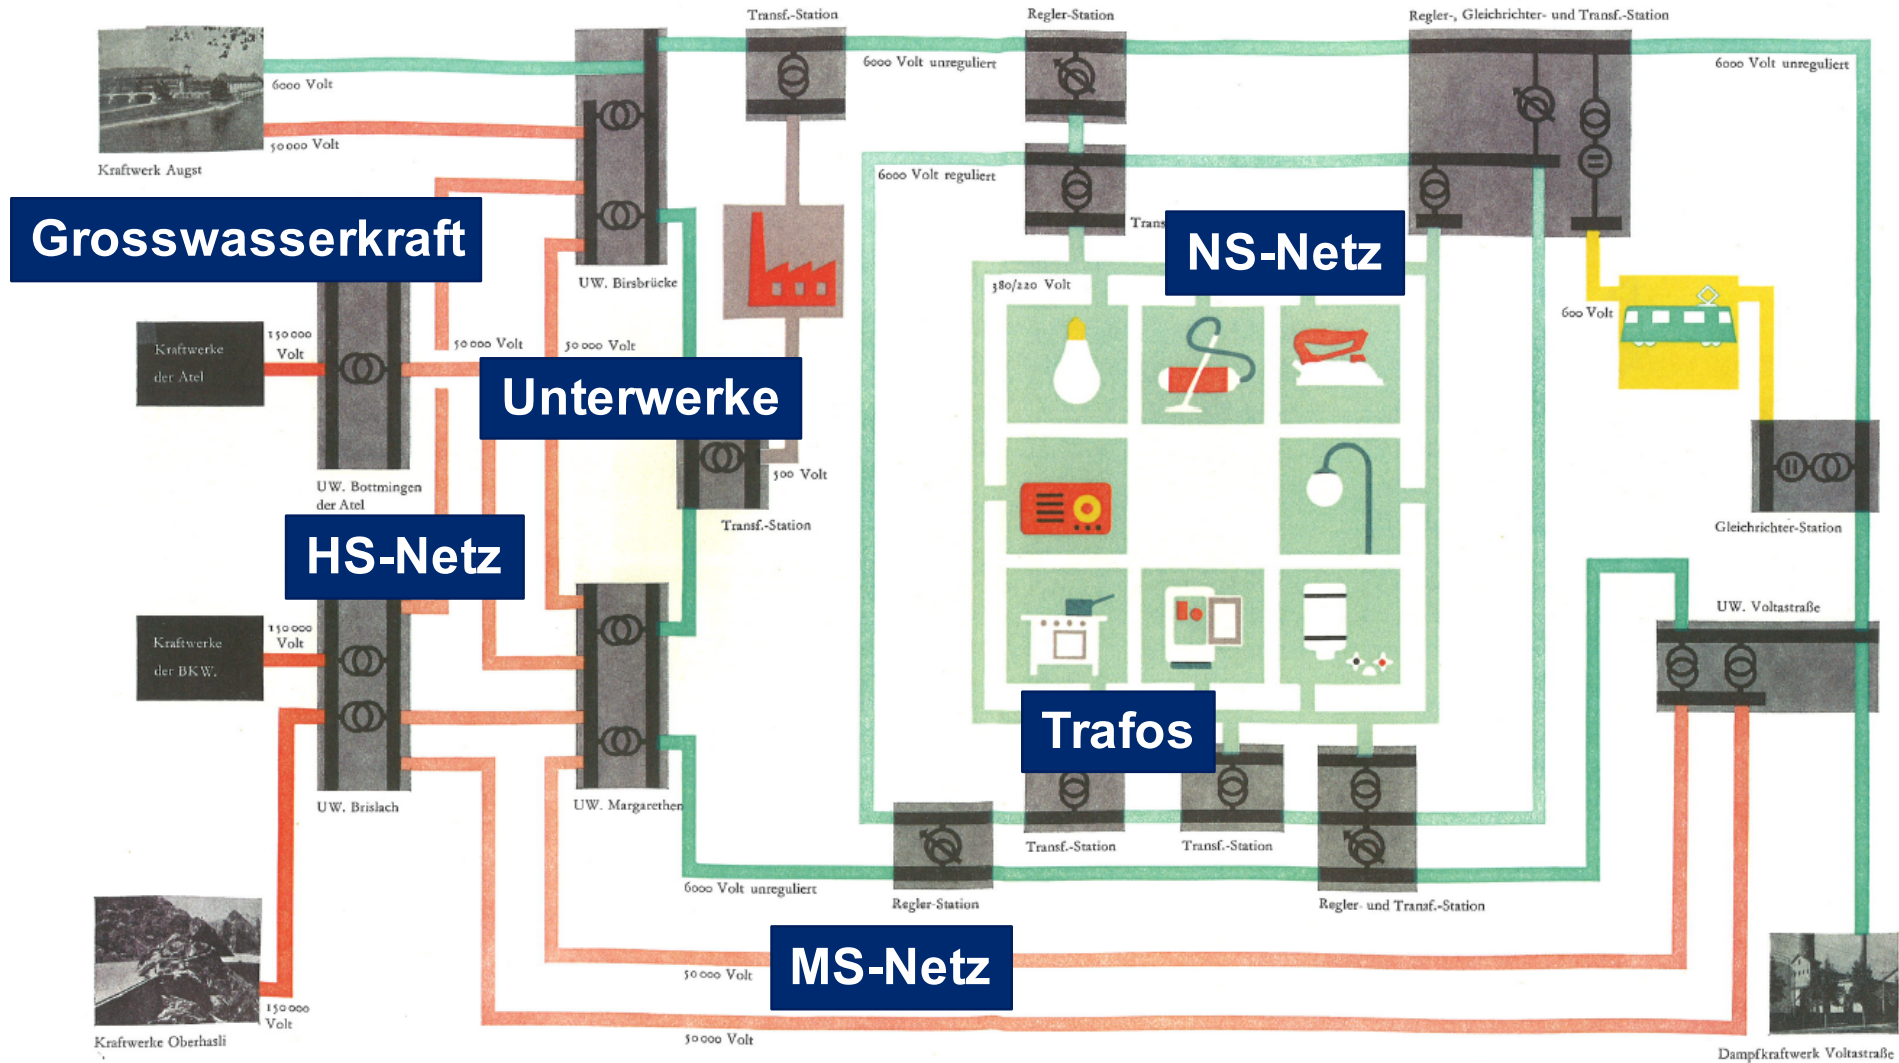 Transf.-Station
Regler-Station
Regler-, Gleichrichter- und Transf.-Station
6000 Volt
6000 Volt unreguliert
6000 Volt unreguliert
50000 Volt
Kraftwerk Augst
6000 Volt reguliert
Grosswasserkraft
Trans
NS-Netz
UW. Birsbrücke
380/220 Volt
600 Volt
150000
Volt
50000 Volt
50000 Volt
Kraftwerke
der Atel
Unterwerke
500 Volt
UW. Bottmingen
der Atel
Transf.-Station
Gleichrichter-Station
HS-Netz
UW. Voltastraße
150000
Volt
Kraftwerke
der BKW.
Trafos
UW. Brislach
UW. Margarethen
Transf.-Station
Transf.-Station
6000 Volt unreguliert
Regler-Station
Regler- und Transf.-Station
MS-Netz
50000 Volt
150000
Volt
50000 Volt
Kraftwerke Oberhasli
Dampfkraftwerk Voltastraße